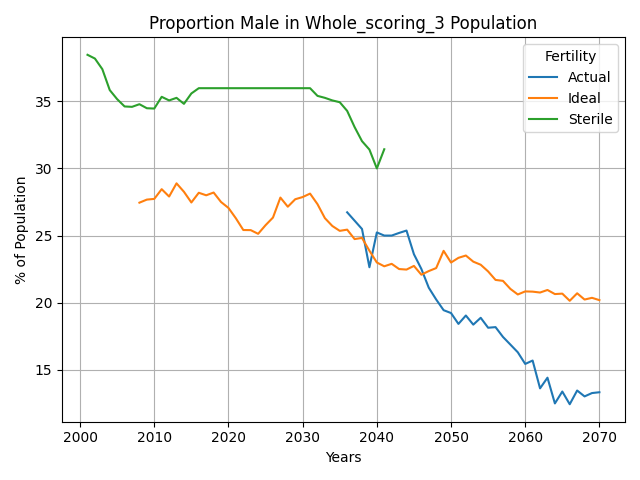 Proportion Male in Whole_scoring_3 Population
Fertility
Actual
Ideal
Sterile
% of Population
35
30
25
20
15
2000 2010 2020 2030 2040 2050 2060 2070
Years